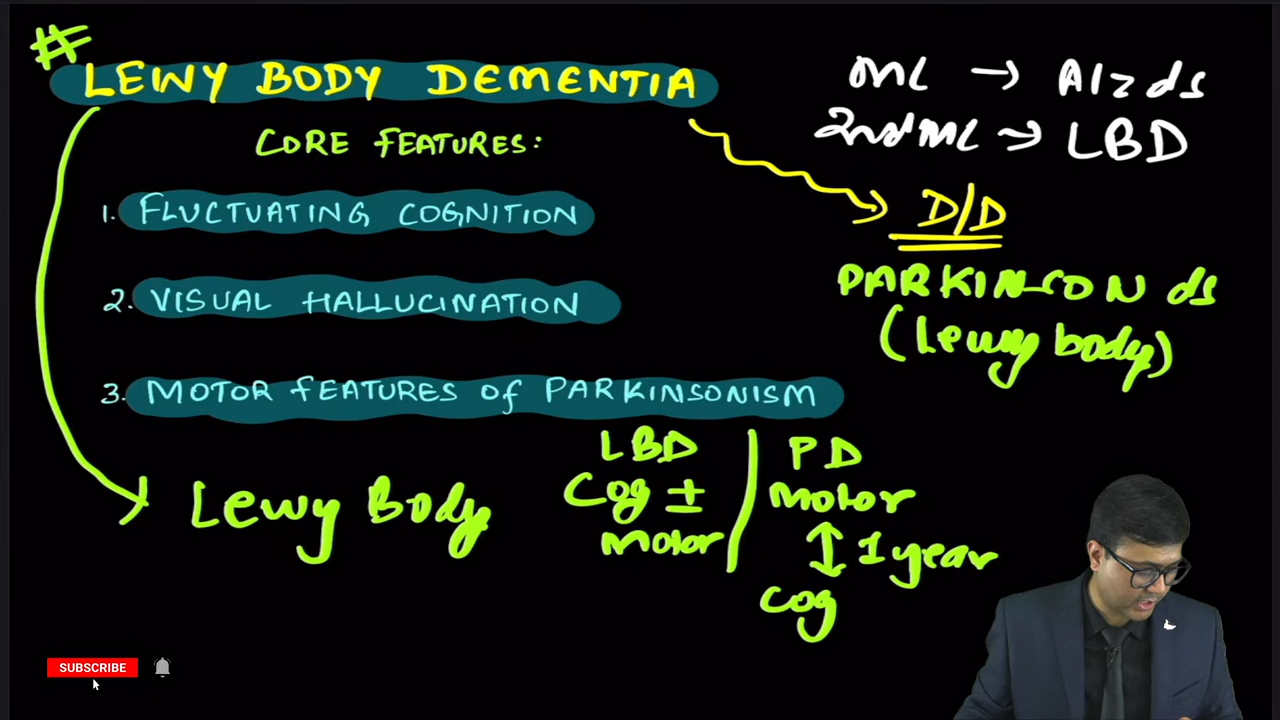 #
LEWY BODY DEMENTIA
CORE FEATURES:
1. FLUCTUATING COGNITION
2. VISUAL HALLUCINATION
3. MOTOR FEATURES of PARKINSONISM
Lewy Body
ML → Alz ds
2nd ML → LBD
D/D
PARKINSON ds
(Lewy body)
LBD
Cog ±
motor
PD
motor
↕ 1 year
cog
SUBSCRIBE